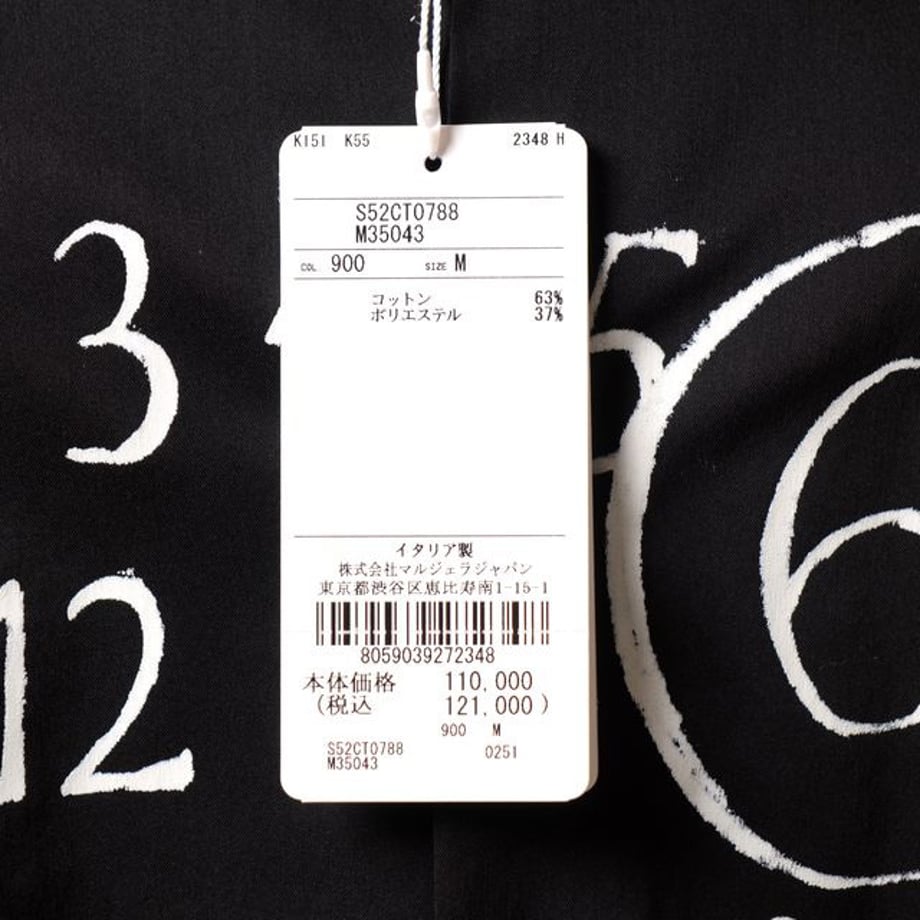 K151 K55 2348 H
S52CT0788
M35043
COL 900 SIZE M
コットン 63%
ポリエステル 37%
イタリア製
株式会社マルジェラジャパン
東京都渋谷区恵比寿南1-15-1
8059039272348
本体価格 110,000
(税込 121,000)
900 M
S52CT0788 0251
M35043
3
5
6
12